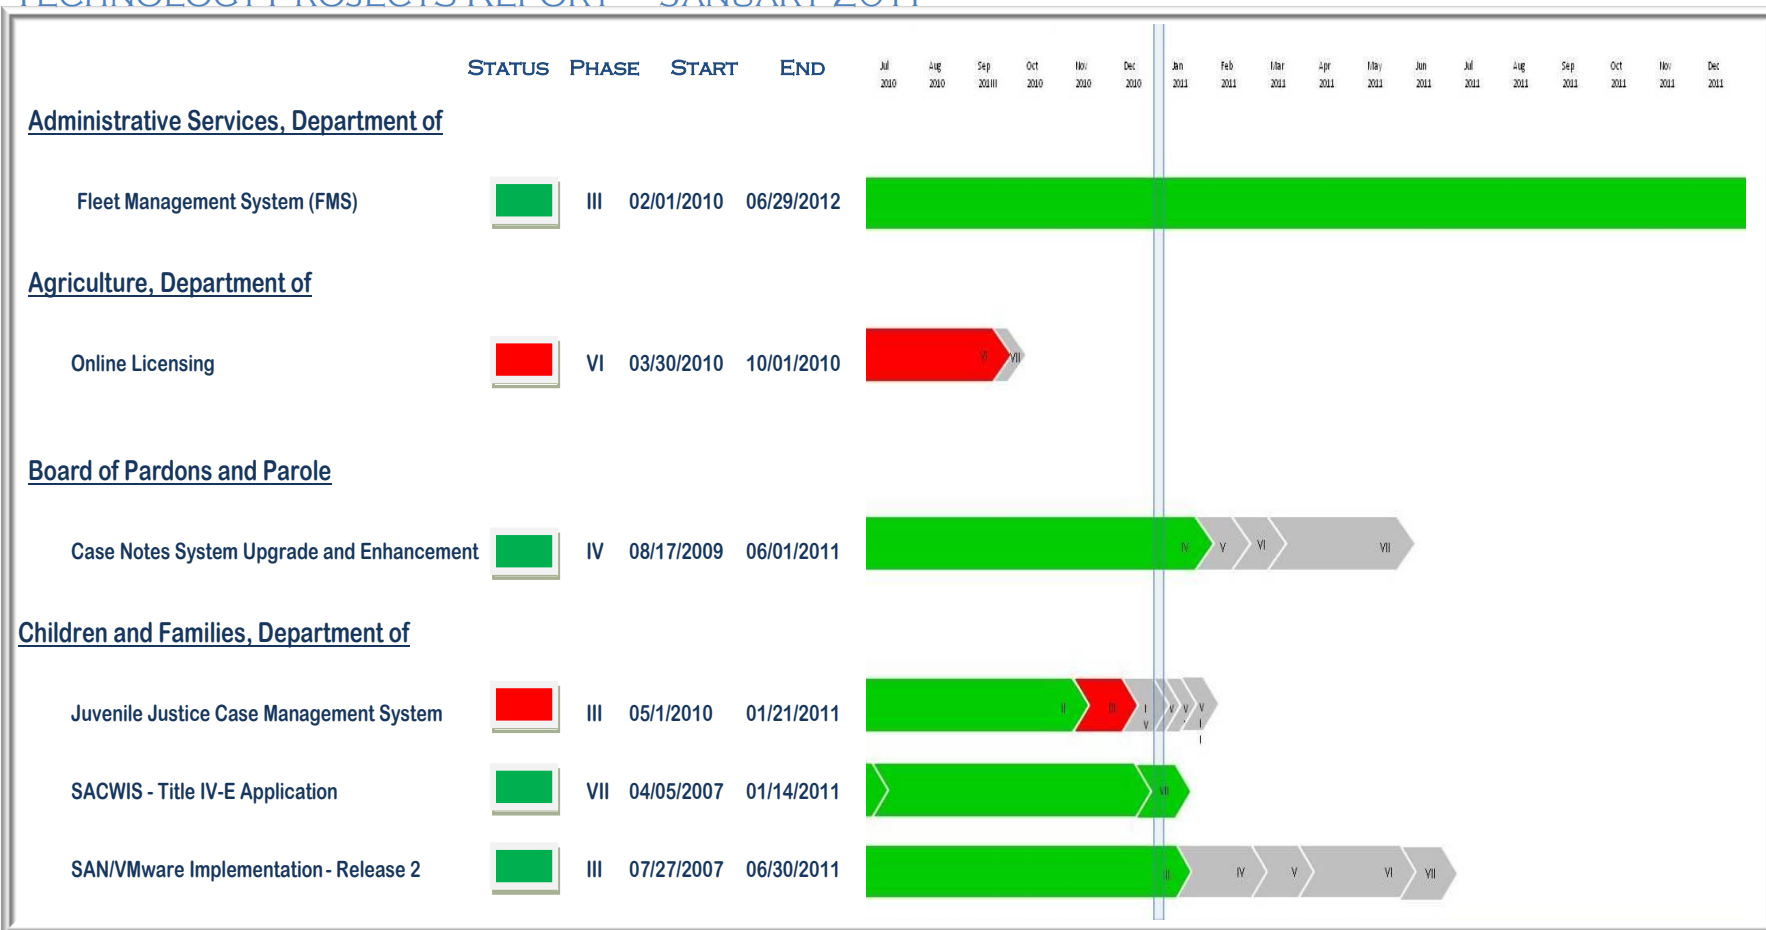 TECHNOLOGY PROJECTS REPORT – JANUARY 2011
STATUS PHASE START END
Jul Aug Sep Oct Nov Dec Jan Feb Mar Apr May Jun Jul Aug Sep Oct Nov Dec
2010 2010 201III 2010 2010 2010 2011 2011 2011 2011 2011 2011 2011 2011 2011 2011 2011 2011
Administrative Services, Department of
Fleet Management System (FMS) III 02/01/2010 06/29/2012
Agriculture, Department of
Online Licensing VI 03/30/2010 10/01/2010 VI VII
Board of Pardons and Parole
Case Notes System Upgrade and Enhancement IV 08/17/2009 06/01/2011 IV V VI VII
Children and Families, Department of
Juvenile Justice Case Management System III 05/1/2010 01/21/2011 II III I V V V
V I
I
SACWIS - Title IV-E Application VII 04/05/2007 01/14/2011 VII
SAN/VMware Implementation - Release 2 III 07/27/2007 06/30/2011 III IV V VI VII